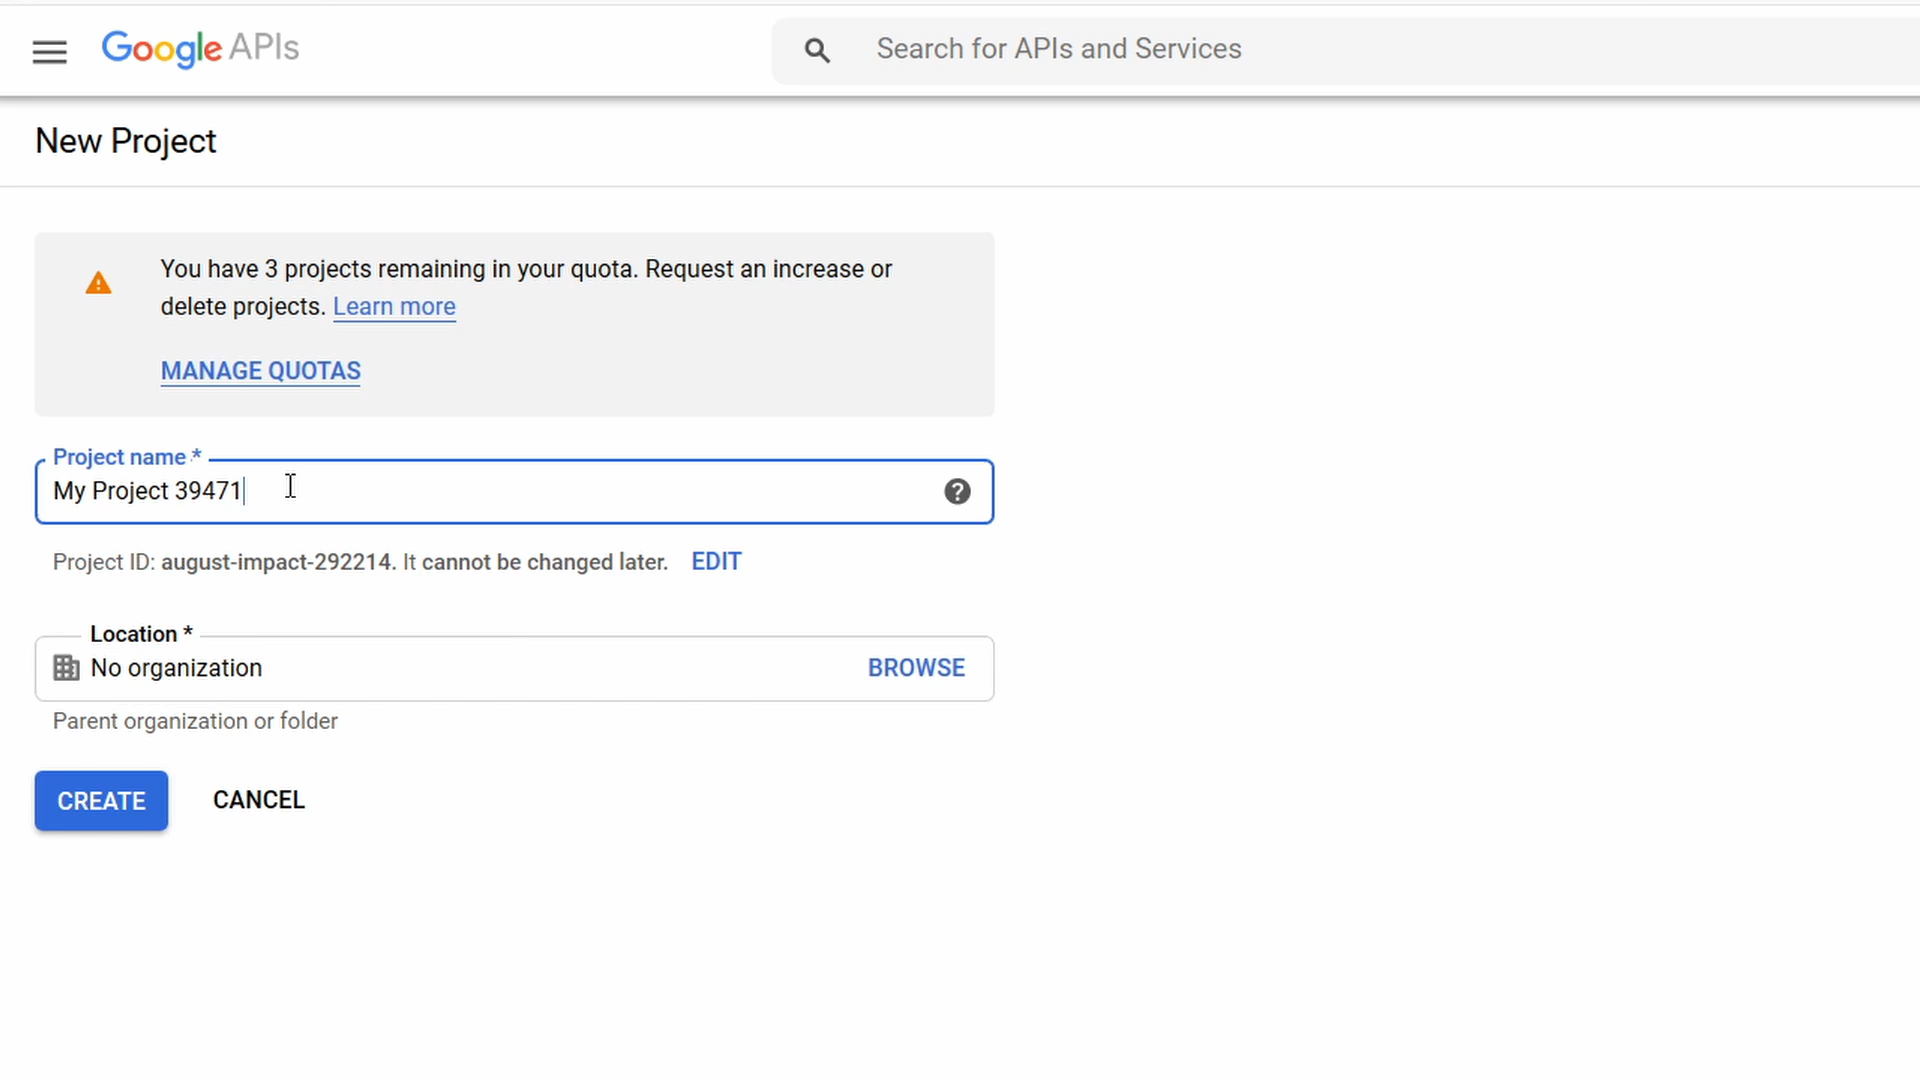 Google APIs
Search for APIs and Services
New Project
You have 3 projects remaining in your quota. Request an increase or
delete projects. Learn more
MANAGE QUOTAS
Project name *
My Project 39471
Project ID: august-impact-292214. It cannot be changed later. EDIT
Location *
No organization BROWSE
Parent organization or folder
CREATE CANCEL